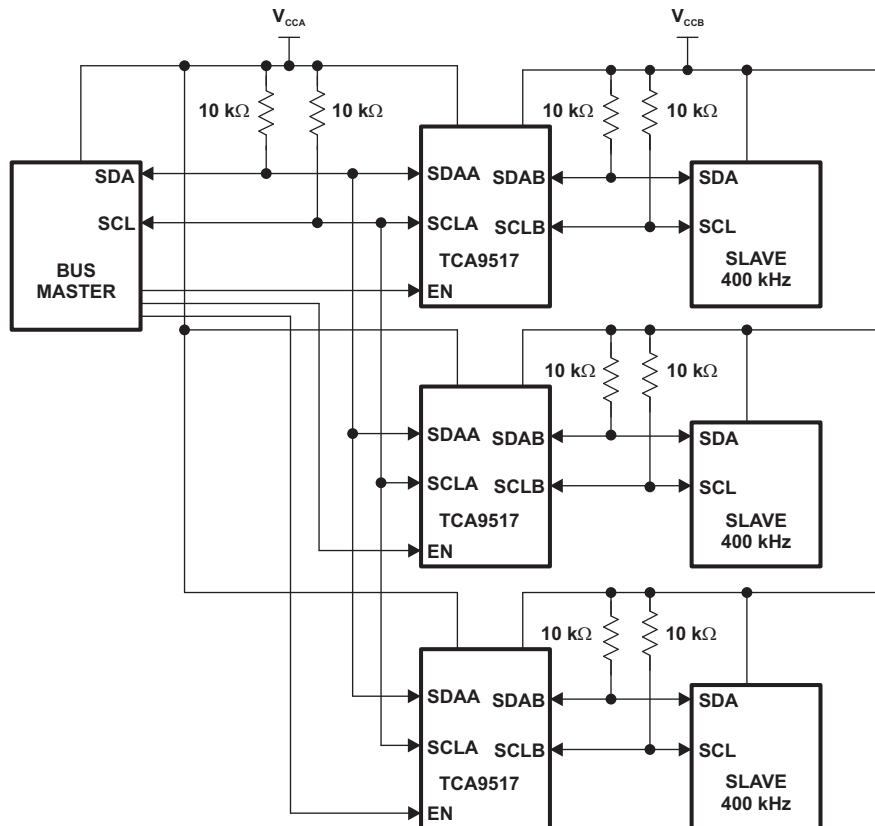 V_CCA
V_CCB
10 kΩ
10 kΩ
10 kΩ
10 kΩ
SDA
SCL
BUS
MASTER
SDAA
SDAB
SCLA
SCLB
TCA9517
EN
SDA
SCL
SLAVE
400 kHz
10 kΩ
10 kΩ
SDAA
SDAB
SCLA
SCLB
TCA9517
EN
SDA
SCL
SLAVE
400 kHz
10 kΩ
10 kΩ
SDAA
SDAB
SCLA
SCLB
TCA9517
EN
SDA
SCL
SLAVE
400 kHz